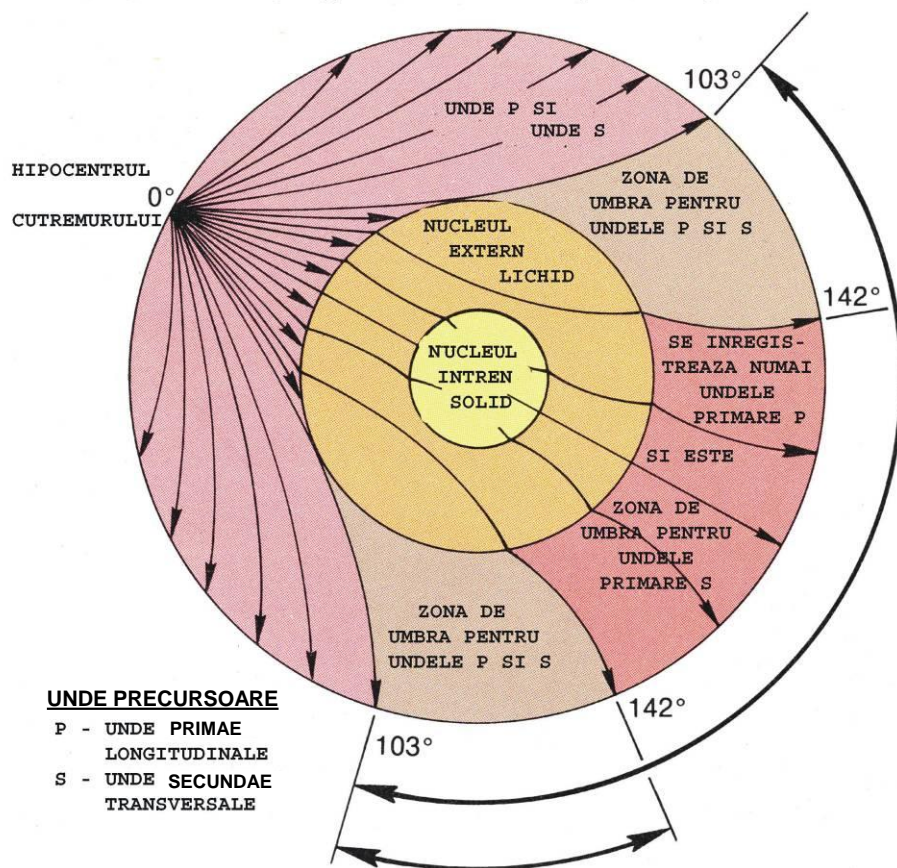 103°
UNDE P SI
UNDE S
HIPOCENTRUL
0°
CUTREMURULUI
ZONA DE
UMBRA PENTRU
UNDELE P SI S
NUCLEUL
EXTERN
LICHID
142°
NUCLEUL
INTREN
SOLID
SE INREGIS-
TREAZA NUMAI
UNDELE
PRIMARE P
SI ESTE
ZONA DE
UMBRA PENTRU
UNDELE
PRIMARE S
ZONA DE
UMBRA PENTRU
UNDELE P SI S
142°
103°
UNDE PRECURSOARE
P - UNDE PRIMAE
LONGITUDINALE
S - UNDE SECUNDAE
TRANSVERSALE